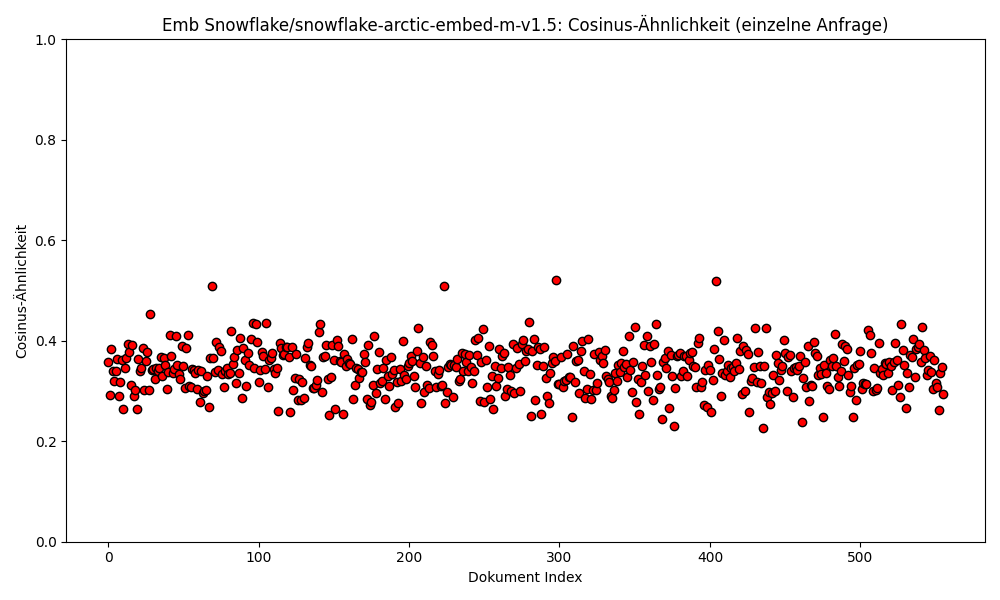 Emb Snowflake/snowflake-arctic-embed-m-v1.5: Cosinus-Ähnlichkeit (einzelne Anfrage)
1.0
0.8
0.6
0.4
0.2
0.0
Cosinus-Ähnlichkeit
0 100 200 300 400 500
Dokument Index